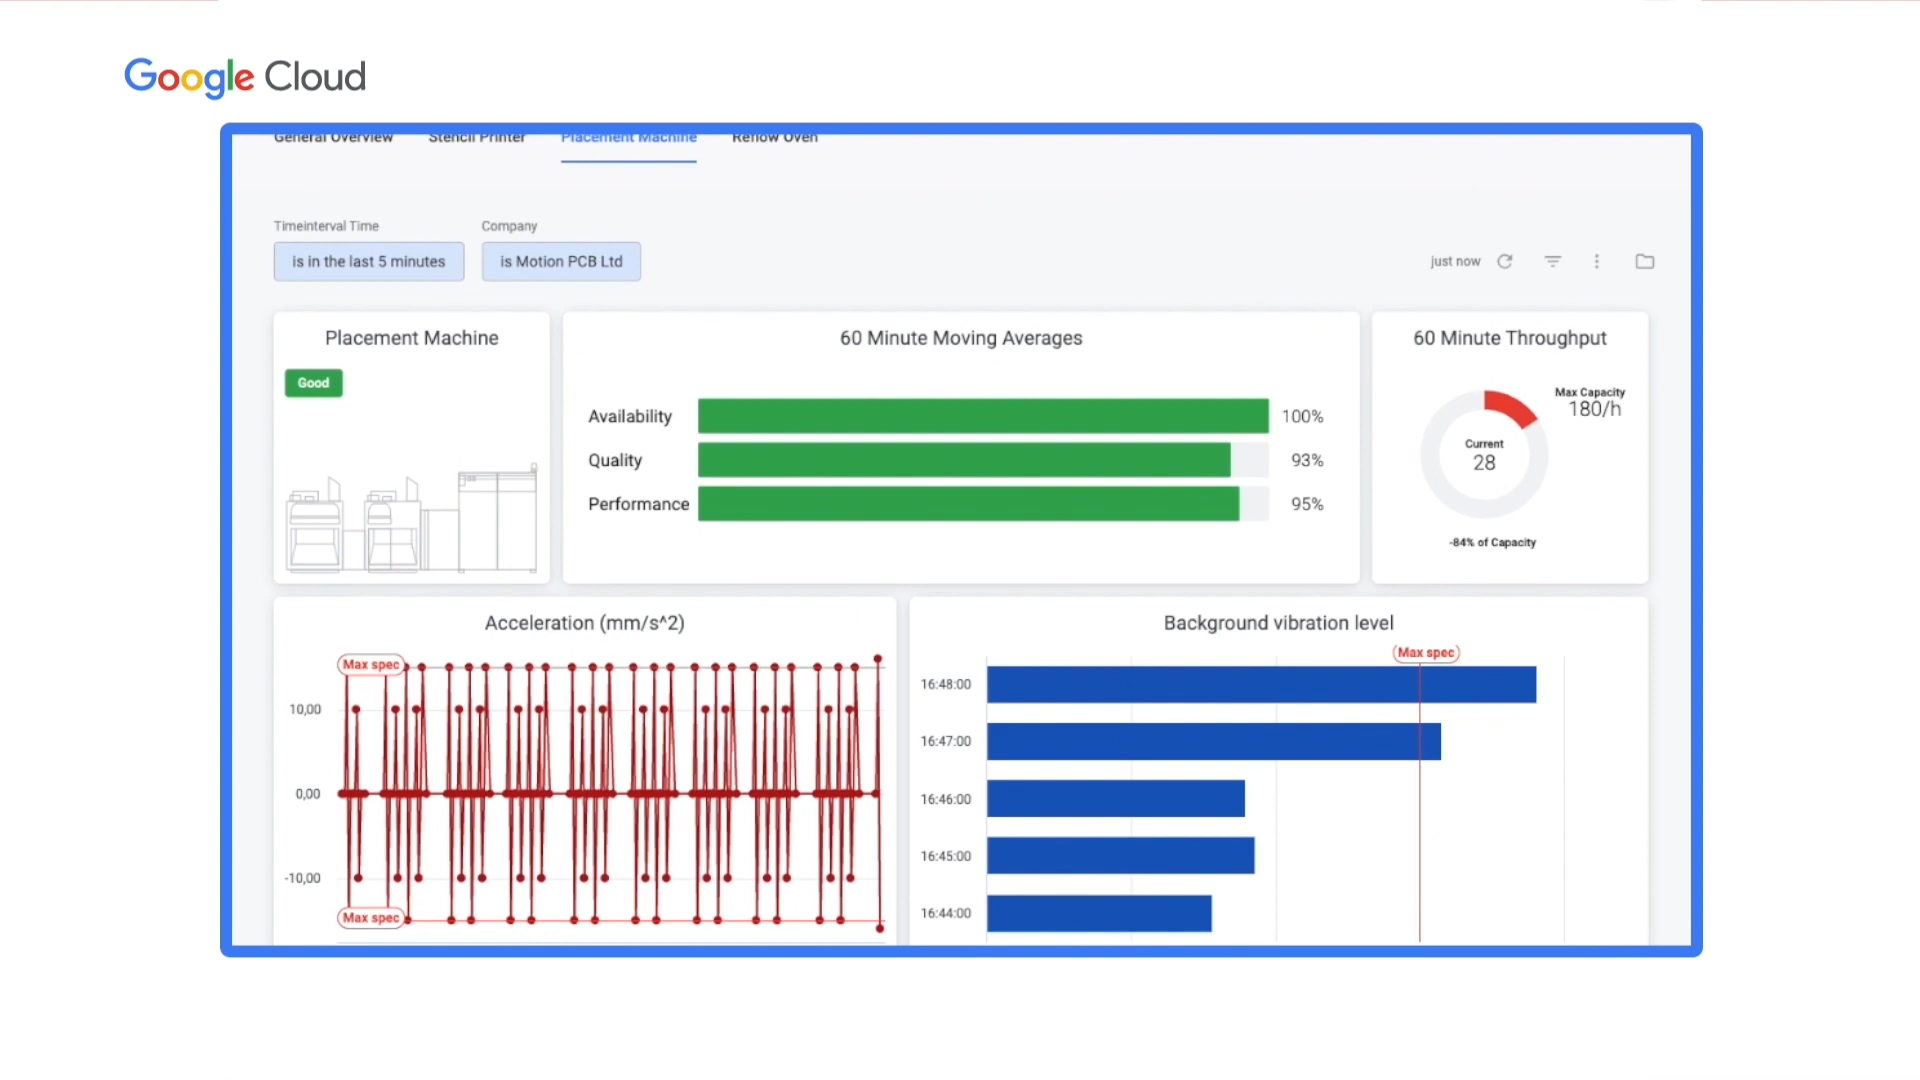 Google Cloud
General Overview Stencil Printer Placement Machine Reflow Oven
Timeinterval Time Company
is in the last 5 minutes is Motion PCB Ltd just now
Placement Machine
Good
60 Minute Moving Averages
Availability 100%
Quality 93%
Performance 95%
60 Minute Throughput
Max Capacity
180/h
Current
28
-84% of Capacity
Acceleration (mm/s^2)
Max spec
10,00
0,00
-10,00
Max spec
Background vibration level
Max spec
16:48:00
16:47:00
16:46:00
16:45:00
16:44:00